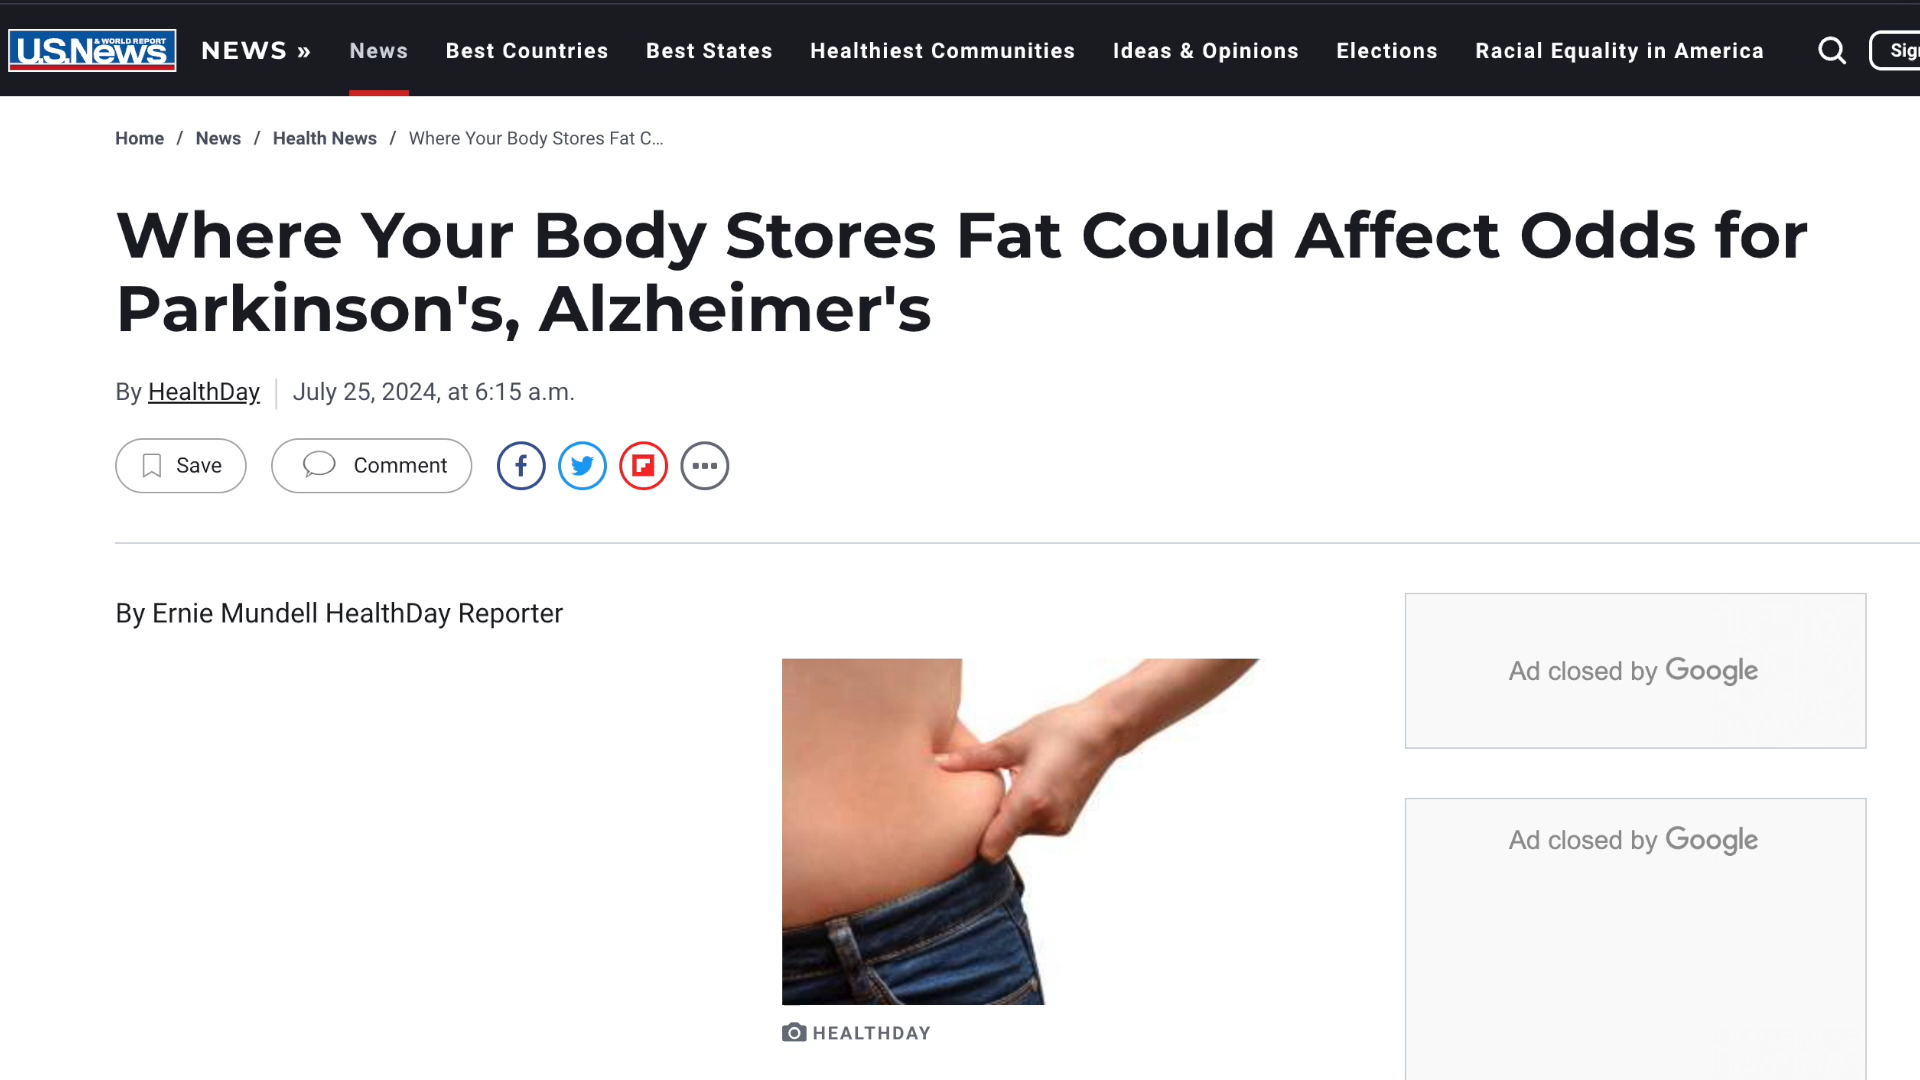 U.S.News & WORLD REPORT
NEWS »
News
Best Countries
Best States
Healthiest Communities
Ideas & Opinions
Elections
Racial Equality in America
Home / News / Health News / Where Your Body Stores Fat C...
Where Your Body Stores Fat Could Affect Odds for
Parkinson's, Alzheimer's
By HealthDay | July 25, 2024, at 6:15 a.m.
Save
Comment
By Ernie Mundell HealthDay Reporter
Ad closed by Google
Ad closed by Google
HEALTHDAY